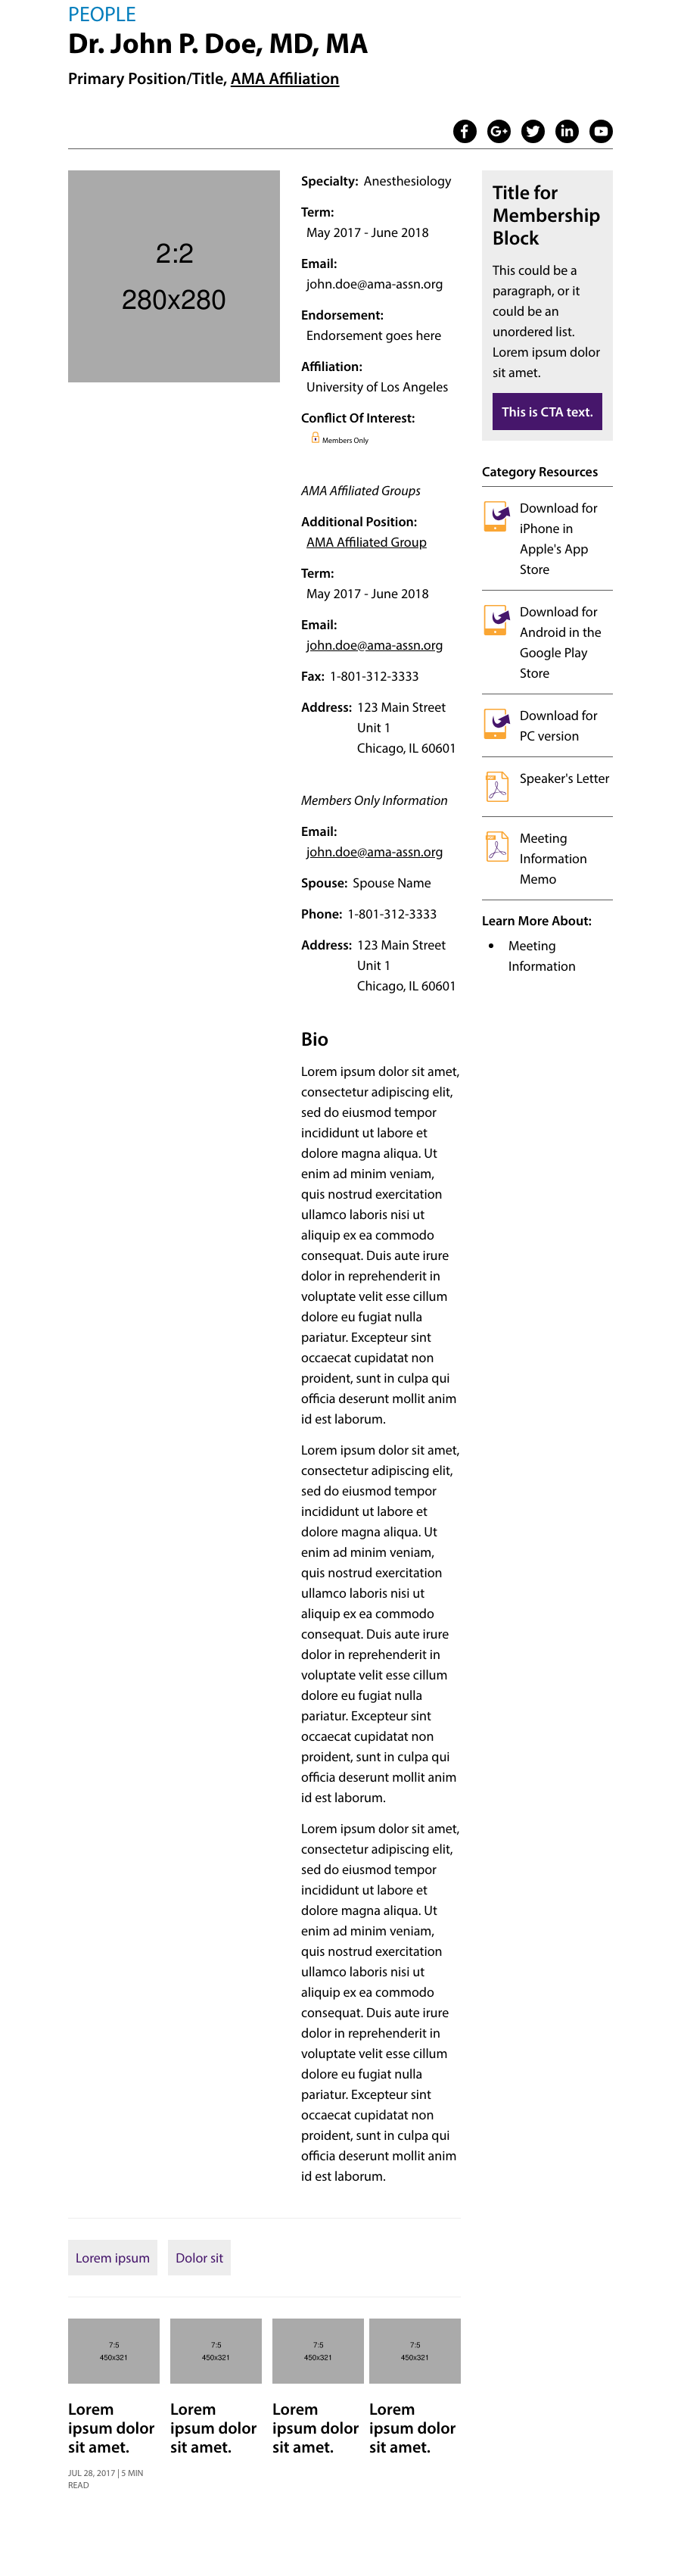 PEOPLE
Dr. John P. Doe, MD, MA
Primary Position/Title, AMA Affiliation
2:2
280x280
Specialty: Anesthesiology
Term:
May 2017 - June 2018
Email:
john.doe@ama-assn.org
Endorsement:
Endorsement goes here
Affiliation:
University of Los Angeles
Conflict Of Interest:
Members Only
AMA Affiliated Groups
Additional Position:
AMA Affiliated Group
Term:
May 2017 - June 2018
Email:
john.doe@ama-assn.org
Fax: 1-801-312-3333
Address: 123 Main Street
Unit 1
Chicago, IL 60601
Members Only Information
Email:
john.doe@ama-assn.org
Spouse: Spouse Name
Phone: 1-801-312-3333
Address: 123 Main Street
Unit 1
Chicago, IL 60601
Bio
Lorem ipsum dolor sit amet,
consectetur adipiscing elit,
sed do eiusmod tempor
incididunt ut labore et
dolore magna aliqua. Ut
enim ad minim veniam,
quis nostrud exercitation
ullamco laboris nisi ut
aliquip ex ea commodo
consequat. Duis aute irure
dolor in reprehenderit in
voluptate velit esse cillum
dolore eu fugiat nulla
pariatur. Excepteur sint
occaecat cupidatat non
proident, sunt in culpa qui
officia deserunt mollit anim
id est laborum.
Lorem ipsum dolor sit amet,
consectetur adipiscing elit,
sed do eiusmod tempor
incididunt ut labore et
dolore magna aliqua. Ut
enim ad minim veniam,
quis nostrud exercitation
ullamco laboris nisi ut
aliquip ex ea commodo
consequat. Duis aute irure
dolor in reprehenderit in
voluptate velit esse cillum
dolore eu fugiat nulla
pariatur. Excepteur sint
occaecat cupidatat non
proident, sunt in culpa qui
officia deserunt mollit anim
id est laborum.
Lorem ipsum dolor sit amet,
consectetur adipiscing elit,
sed do eiusmod tempor
incididunt ut labore et
dolore magna aliqua. Ut
enim ad minim veniam,
quis nostrud exercitation
ullamco laboris nisi ut
aliquip ex ea commodo
consequat. Duis aute irure
dolor in reprehenderit in
voluptate velit esse cillum
dolore eu fugiat nulla
pariatur. Excepteur sint
occaecat cupidatat non
proident, sunt in culpa qui
officia deserunt mollit anim
id est laborum.
Title for
Membership
Block
This could be a
paragraph, or it
could be an
unordered list.
Lorem ipsum dolor
sit amet.
This is CTA text.
Category Resources
Download for
iPhone in
Apple's App
Store
Download for
Android in the
Google Play
Store
Download for
PC version
Speaker's Letter
Meeting
Information
Memo
Learn More About:
• Meeting
Information
Lorem ipsum
Dolor sit
7:5
450x321
Lorem
ipsum dolor
sit amet.
JUL 28, 2017 | 5 MIN
READ
7:5
450x321
Lorem
ipsum dolor
sit amet.
7:5
450x321
Lorem
ipsum dolor
sit amet.
7:5
450x321
Lorem
ipsum dolor
sit amet.